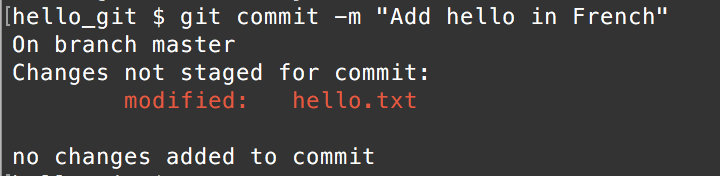 [hello_git $ git commit -m "Add hello in French"
On branch master
Changes not staged for commit:
modified:   hello.txt
no changes added to commit